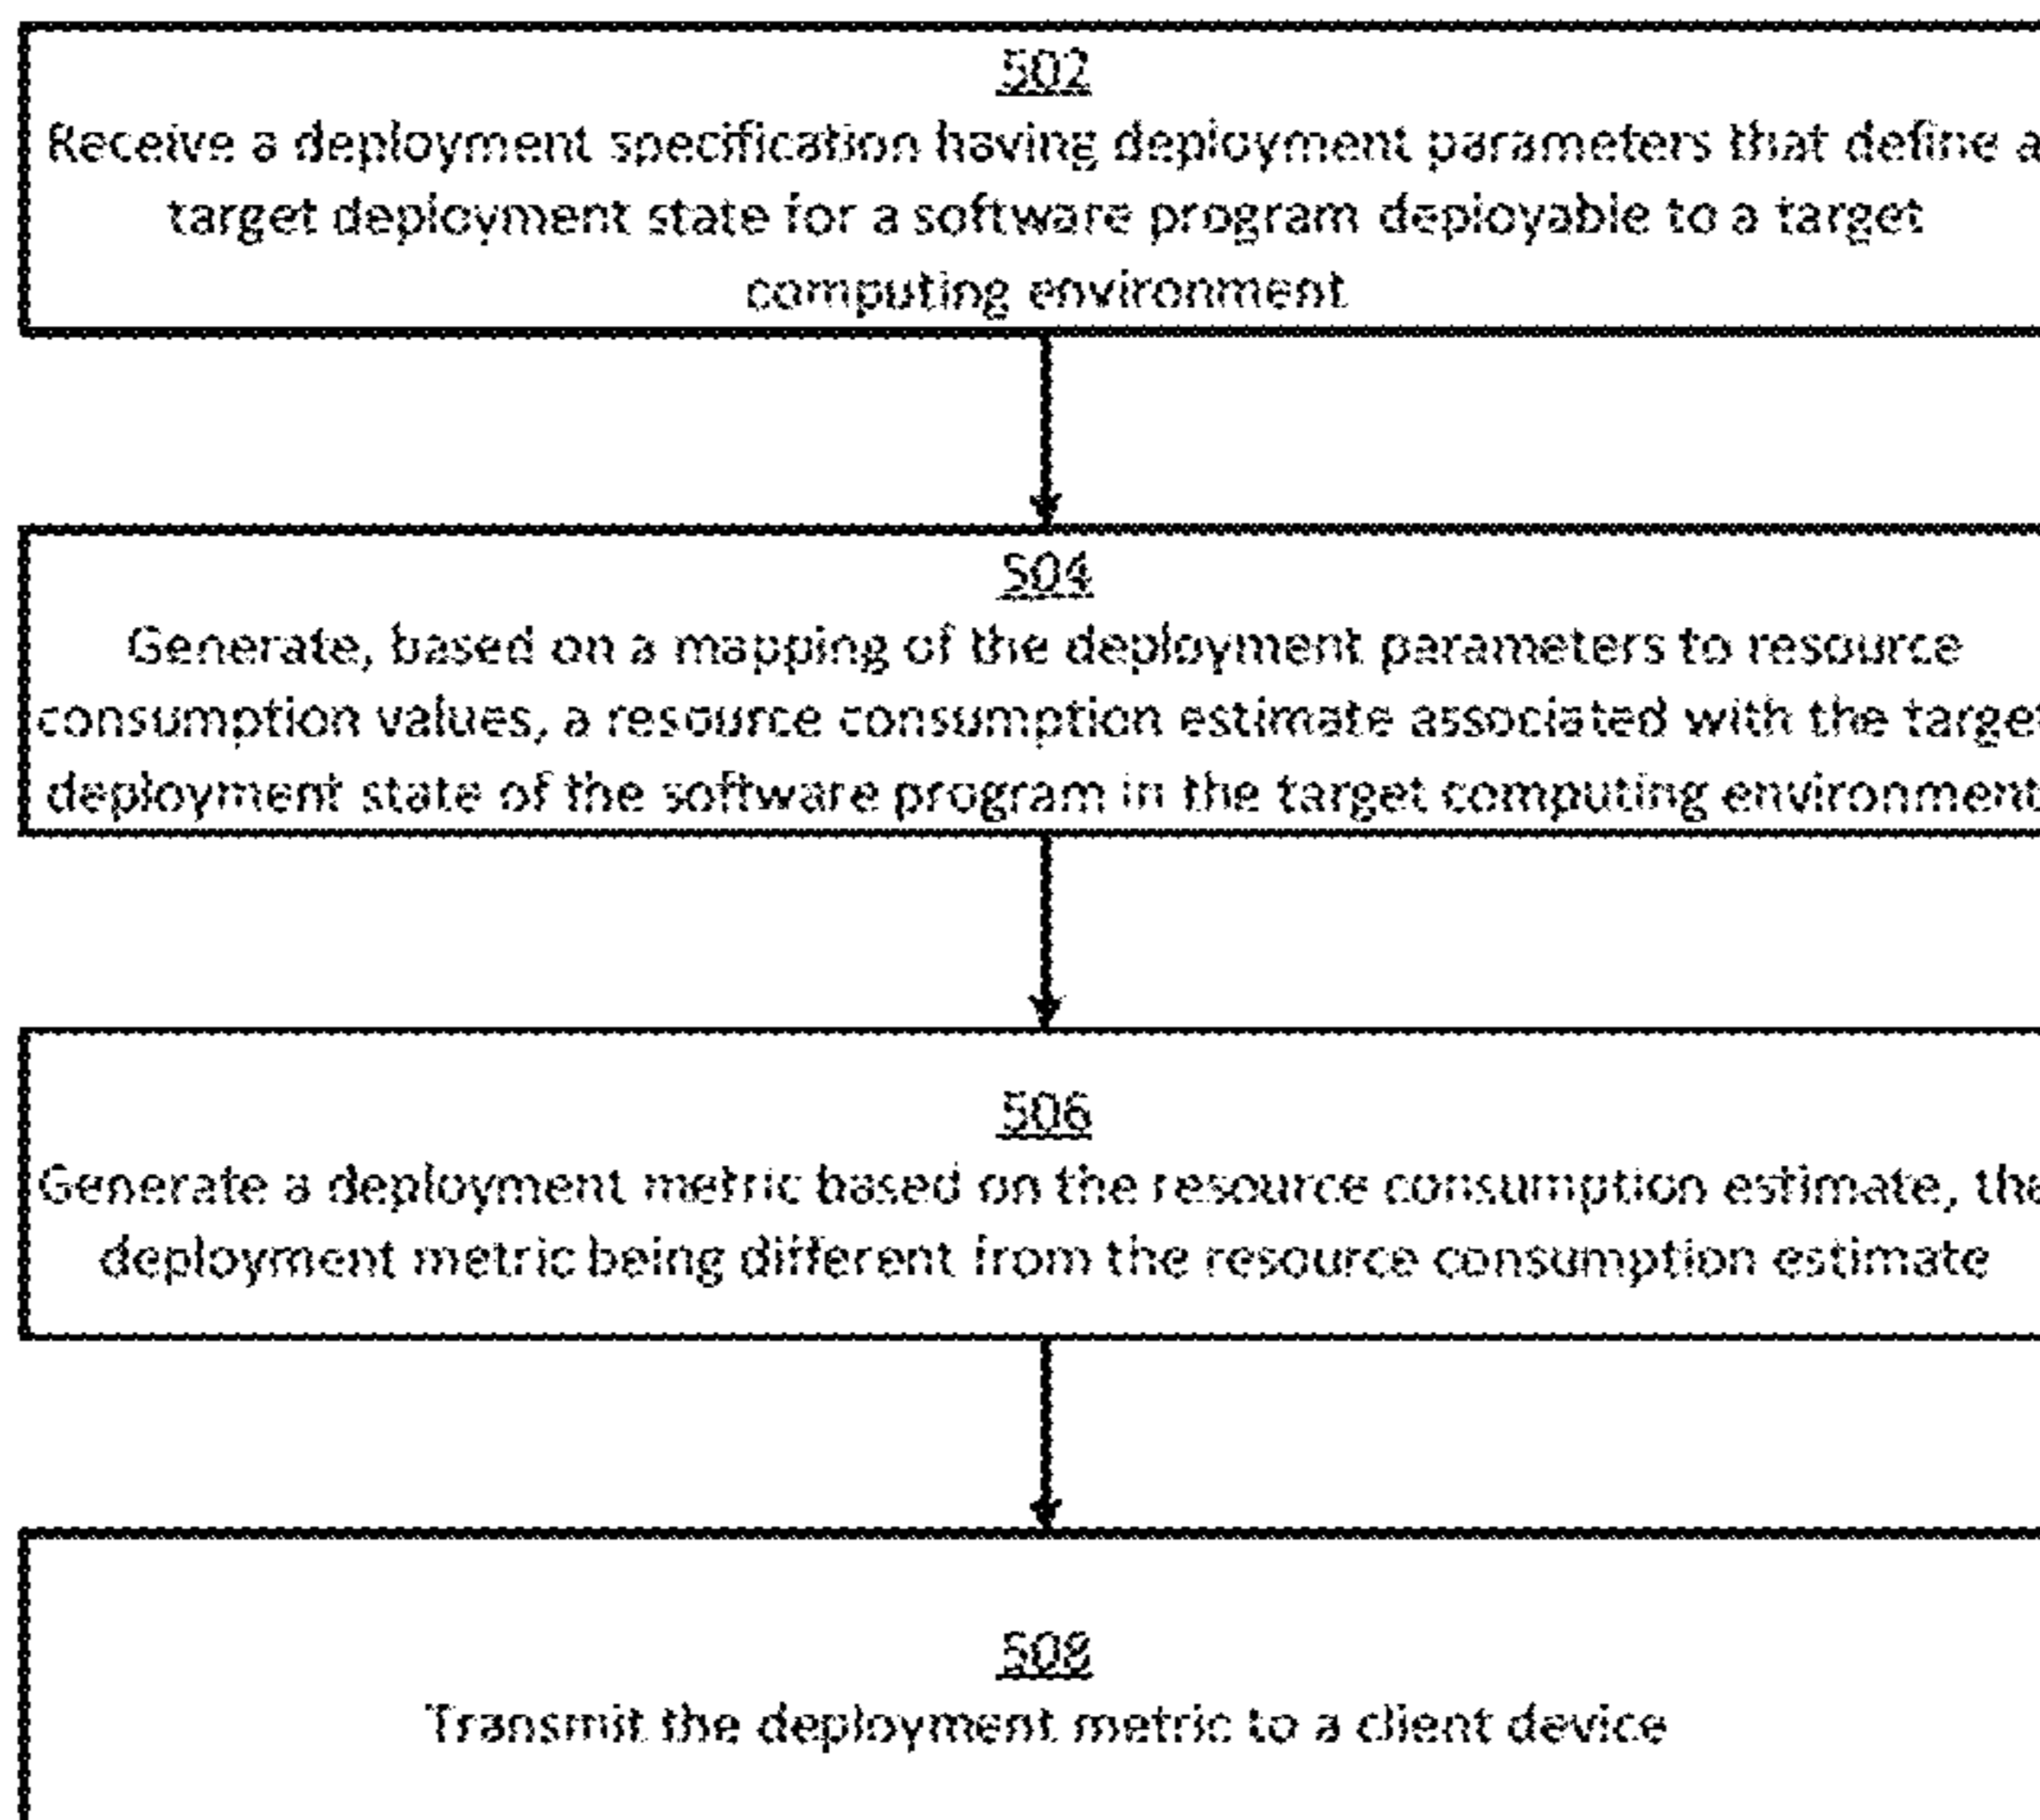 502
Receive a deployment specification having deployment parameters that define a
target deployment state for a software program deployable to a target
computing environment
504
Generate, based on a mapping of the deployment parameters to resource
consumption values, a resource consumption estimate associated with the target
deployment state of the software program in the target computing environment
506
Generate a deployment metric based on the resource consumption estimate, the
deployment metric being different from the resource consumption estimate
508
Transmit the deployment metric to a client device